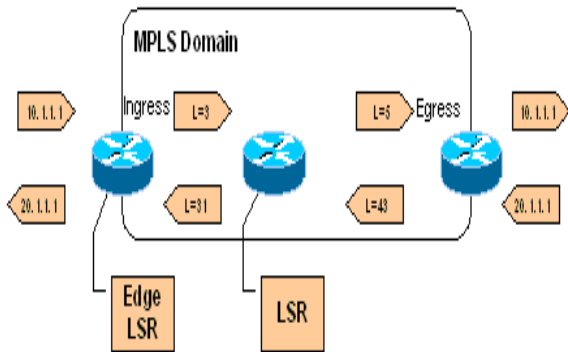 MPLS Domain
10.1.1.1
Ingress
L=3
L=5
Egress
10.1.1.1
20.1.1.1
L=31
L=43
20.1.1.1
Edge
LSR
LSR